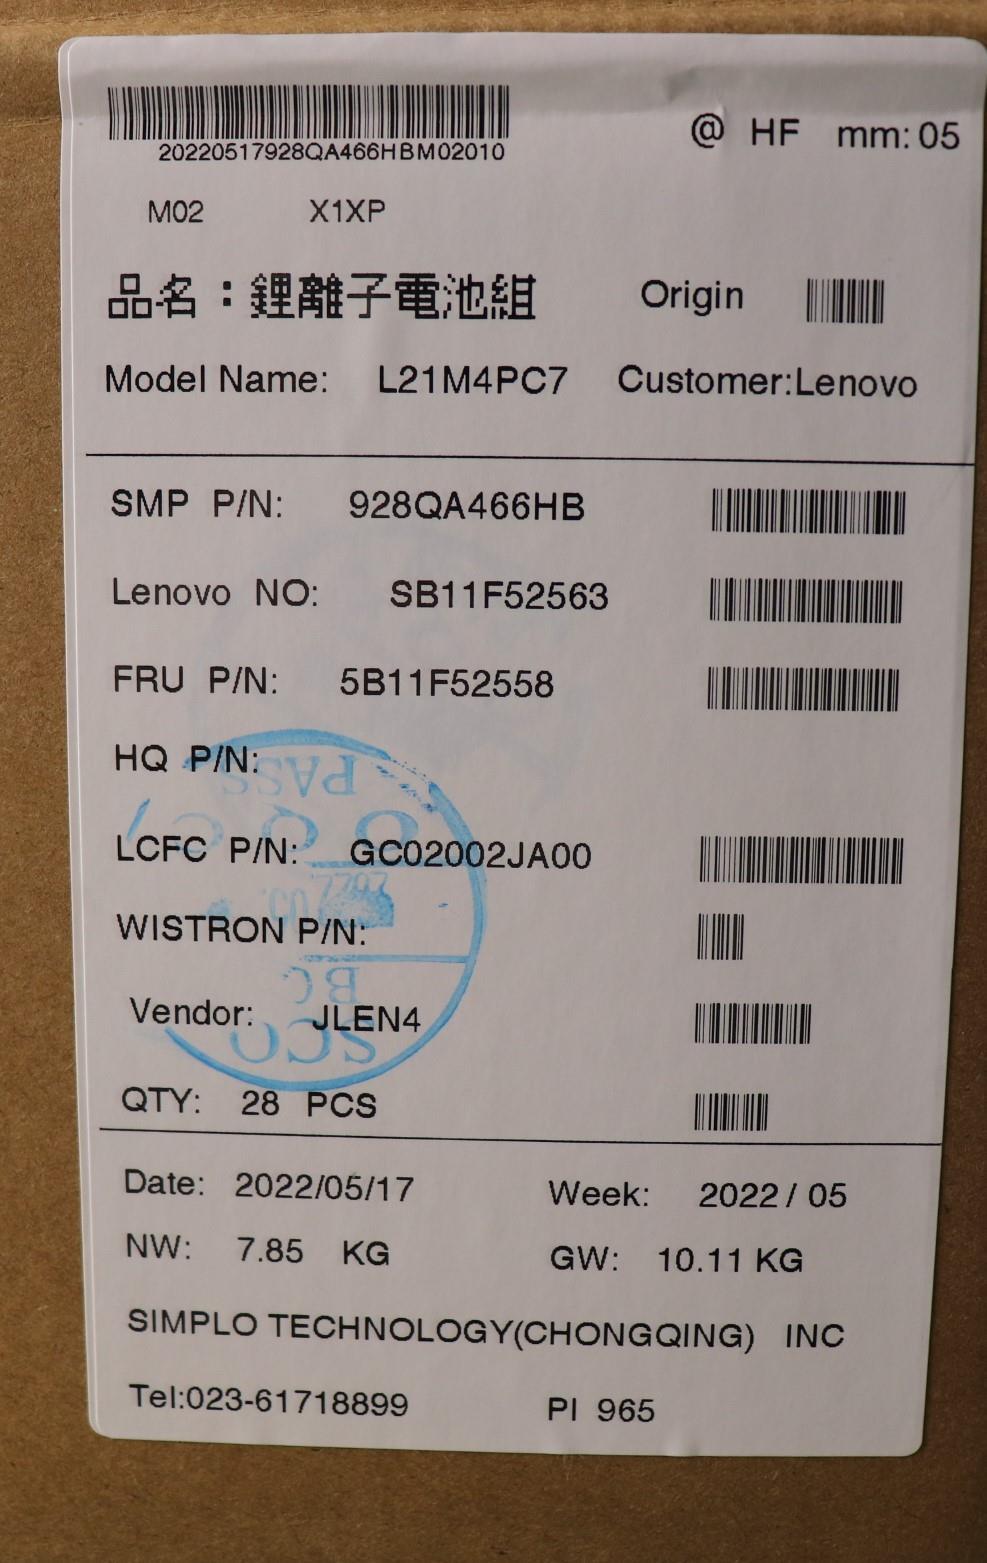 20220517928QA466HBM02010
@ HF mm: 05
M02 X1XP
品名：鋰離子電池組 Origin
Model Name: L21M4PC7 Customer:Lenovo
SMP P/N: 928QA466HB
Lenovo NO: SB11F52563
FRU P/N: 5B11F52558
HQ P/N:
PASS
OQC
LCFC P/N: GC02002JA00
WISTRON P/N:
BC
Vendor: JLEN4
QTY: 28 PCS
Date: 2022/05/17 Week: 2022 / 05
NW: 7.85 KG GW: 10.11 KG
SIMPLO TECHNOLOGY(CHONGQING) INC
Tel:023-61718899 PI 965